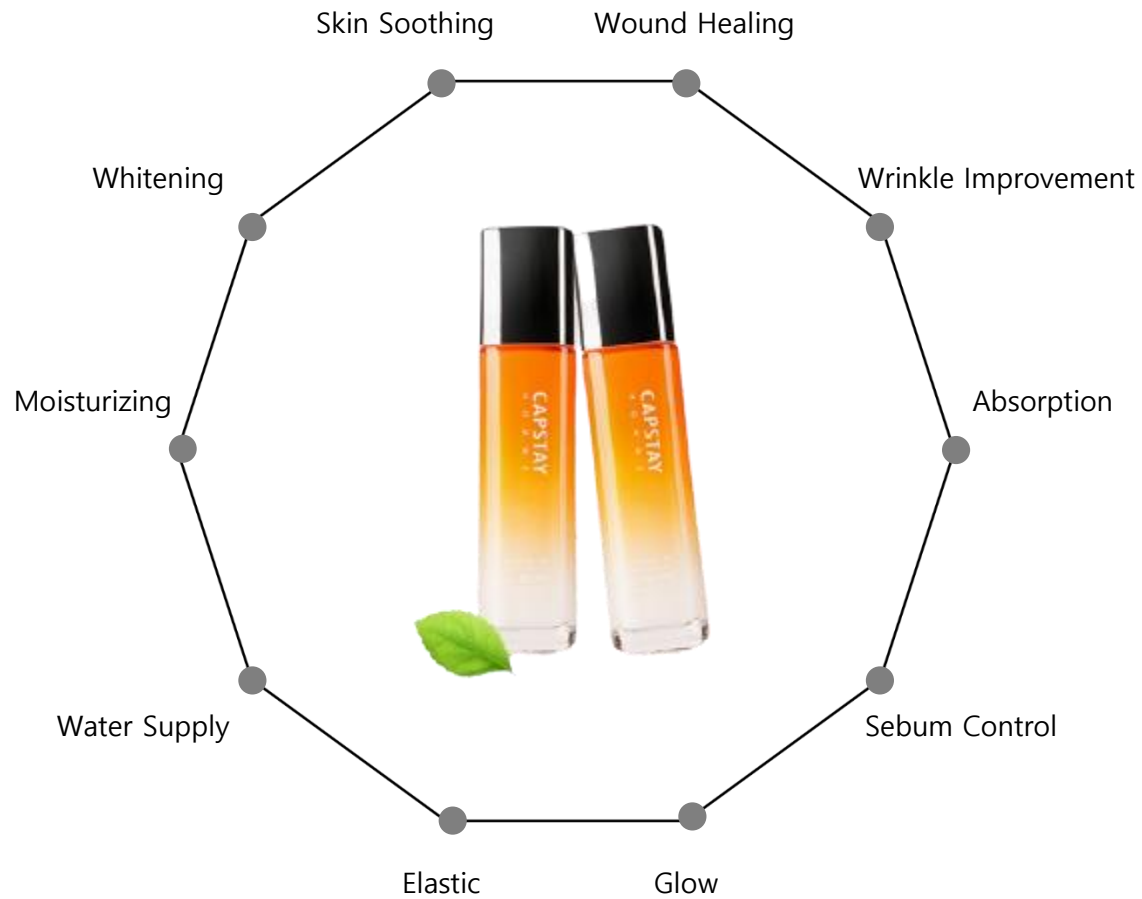 Skin Soothing
Wound Healing
Whitening
Wrinkle Improvement
Moisturizing
Absorption
CAPSTAY
CAPSTAY
Water Supply
Sebum Control
Elastic
Glow